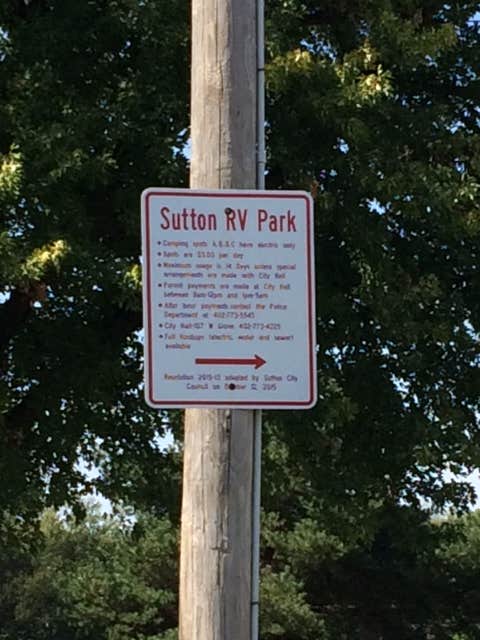 Sutton RV Park
• Camping spots A, B, & C have electric only
• Spots are $5.00 per day
• Maximum usage is 14 Days unless special
arrangements are made with City Hall
• Permit payments are made at City Hall
between 8am-12pm and 1pm-5pm
• After hour payments contact the Police
Department at 402-773-5545
• City Hall-107 W Grove 402-773-4225
• Full Hookups (electric, water and sewer)
available
Resolution 2015-13 adopted by Sutton City
Council on 12, 2015